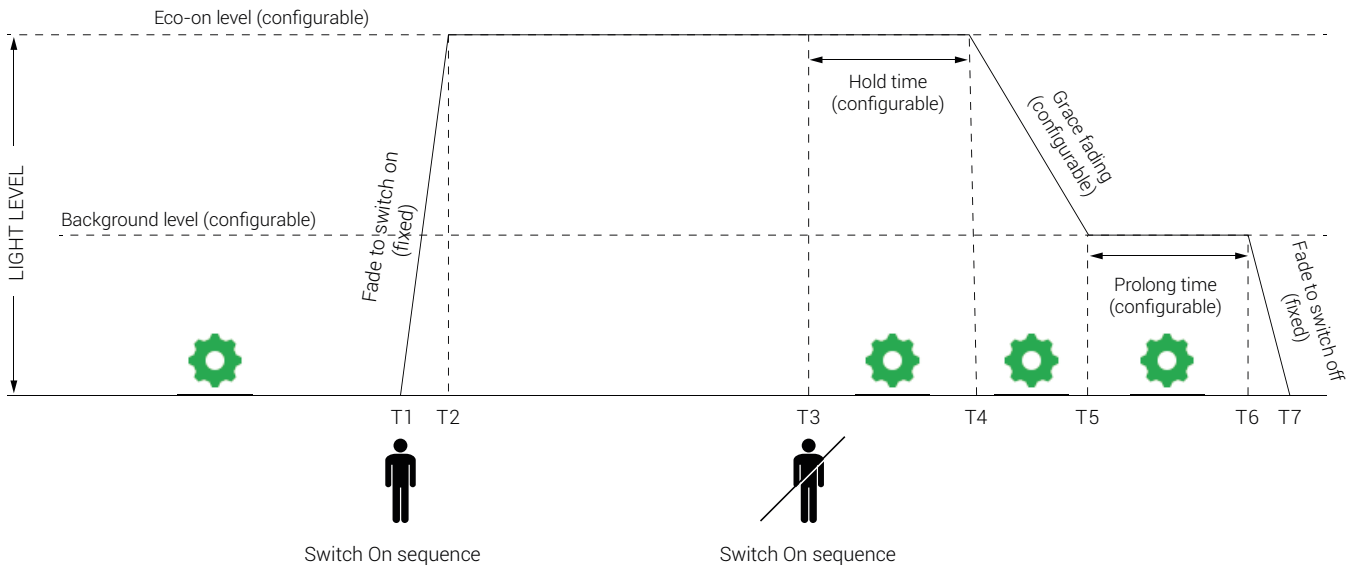 Eco-on level (configurable)
Hold time
(configurable)
Grace fading
(configurable)
LIGHT LEVEL
Fade to switch on
(fixed)
Background level (configurable)
Prolong time
(configurable)
Fade to switch off
(fixed)
T1 T2 T3 T4 T5 T6 T7
Switch On sequence
Switch On sequence